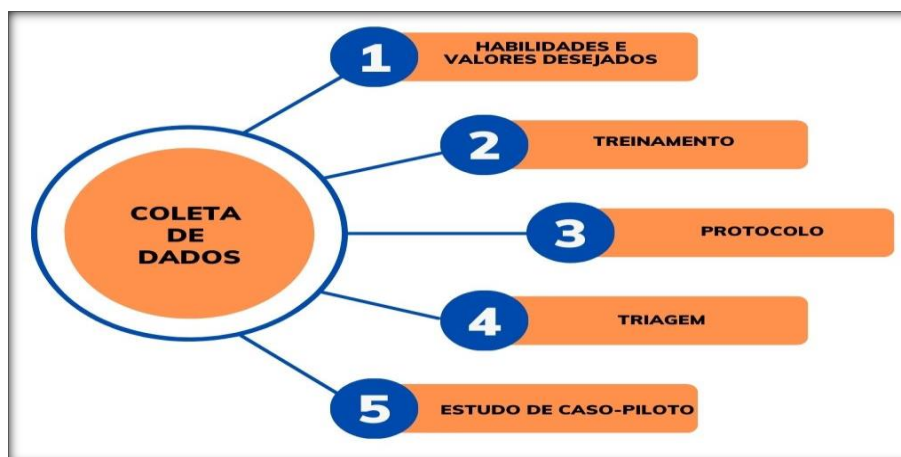 COLETA
DE
DADOS
1
HABILIDADES E
VALORES DESEJADOS
2
TREINAMENTO
3
PROTOCOLO
4
TRIAGEM
5
ESTUDO DE CASO-PILOTO